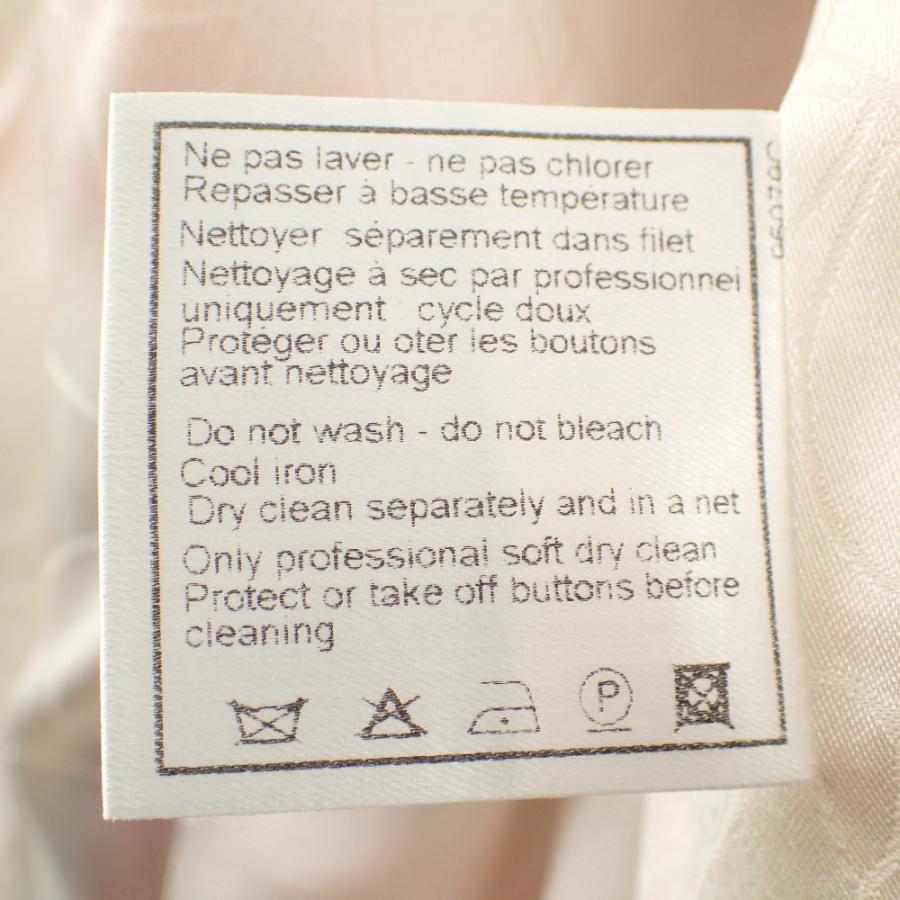 Ne pas laver - ne pas chlorer
Repasser à basse température
Nettoyer séparement dans filet
Nettoyage à sec par professionnel
uniquement cycle doux
Protéger ou oter les boutons
avant nettoyage
Do not wash - do not bleach
Cool iron
Dry clean separately and in a net
Only professional soft dry clean
Protect or take off buttons before
cleaning
P